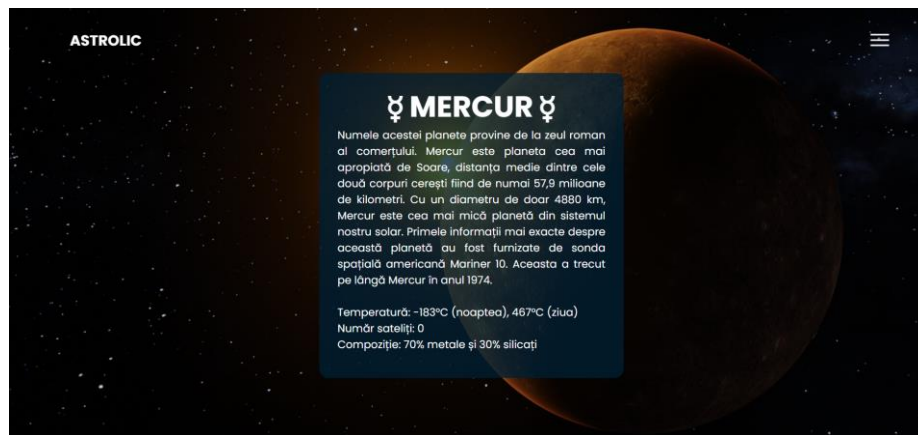 ASTROLIC
☿ MERCUR ☿
Numele acestei planete provine de la zeul roman
al comerțului. Mercur este planeta cea mai
apropiată de Soare, distanța medie dintre cele
două corpuri cerești fiind de numai 57,9 milioane
de kilometri. Cu un diametru de doar 4880 km,
Mercur este cea mai mică planetă din sistemul
nostru solar. Primele informații mai exacte despre
această planetă au fost furnizate de sonda
spațială americană Mariner 10. Aceasta a trecut
pe lângă Mercur în anul 1974.
Temperatură: -183°C (noaptea), 467°C (ziua)
Număr sateliți: 0
Compoziție: 70% metale și 30% silicați